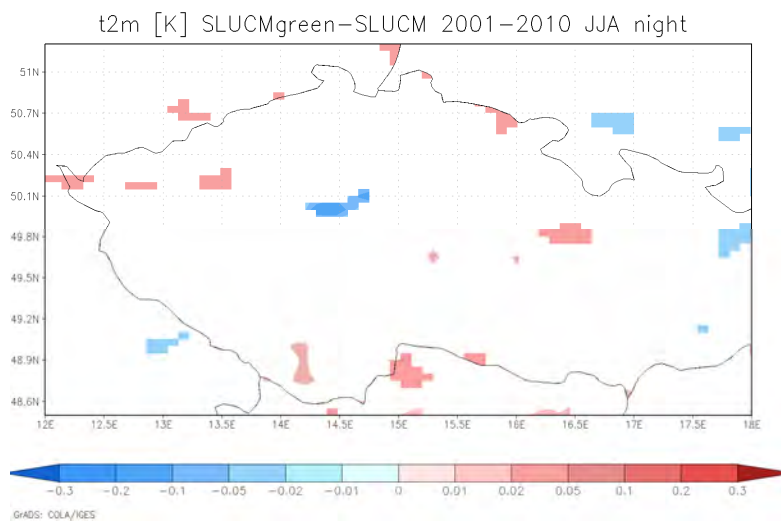 t2m [K] SLUCMgreen−SLUCM 2001−2010 JJA night
51N
50.7N
50.4N
50.1N
49.8N
49.5N
49.2N
48.9N
48.6N
12E 12.5E 13E 13.5E 14E 14.5E 15E 15.5E 16E 16.5E 17E 17.5E 18E
−0.3 −0.2 −0.1 −0.05 −0.02 −0.01 0 0.01 0.02 0.05 0.1 0.2 0.3
GrADS: COLA/IGES